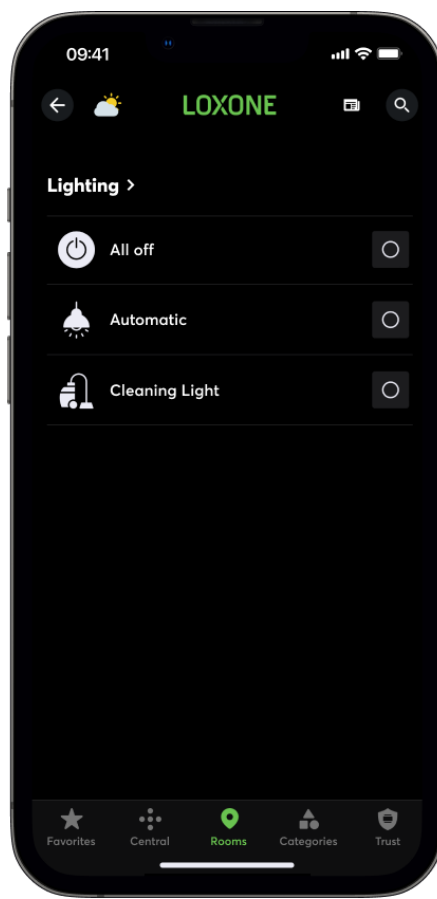 09:41
LOXONE
Lighting >
All off
Automatic
Cleaning Light
Favorites Central Rooms Categories Trust